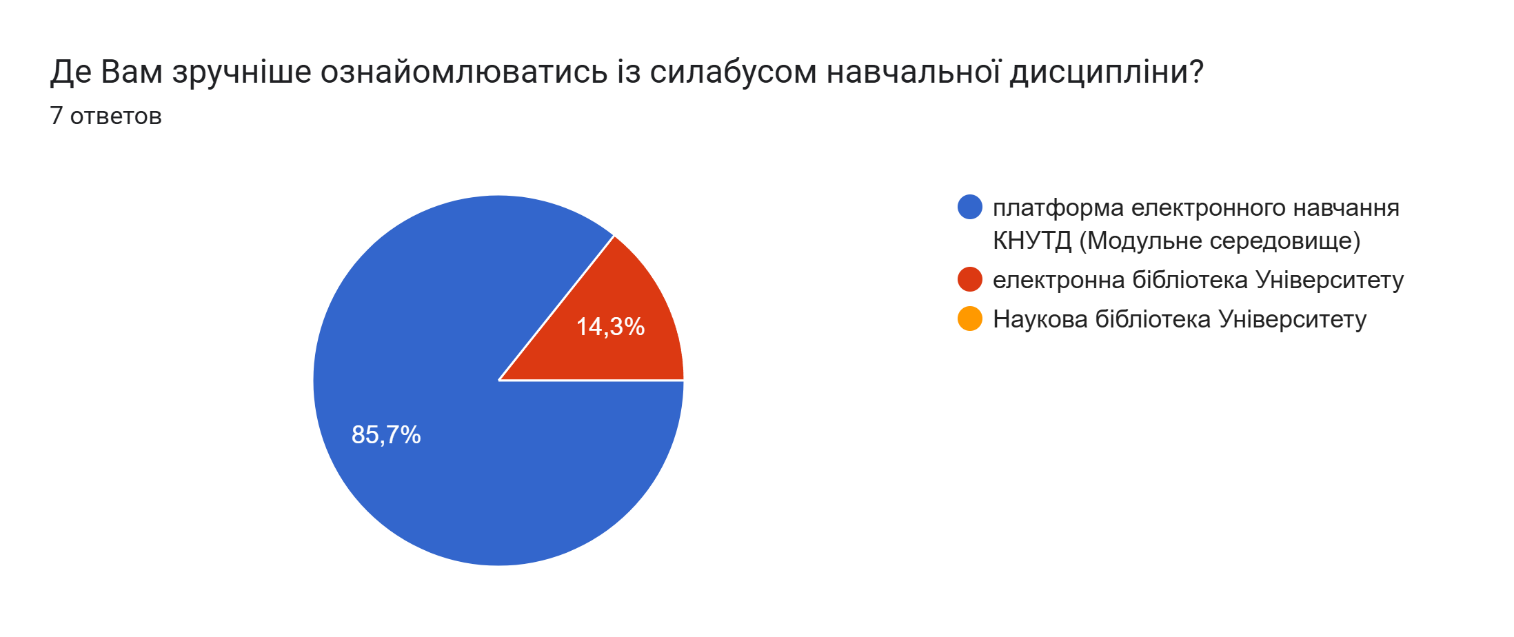 Де Вам зручніше ознайомлюватись із силабусом навчальної дисципліни?
7 ответов
платформа електронного навчання
КНУТД (Модульне середовище)
електронна бібліотека Університету
Наукова бібліотека Університету
14,3%
85,7%